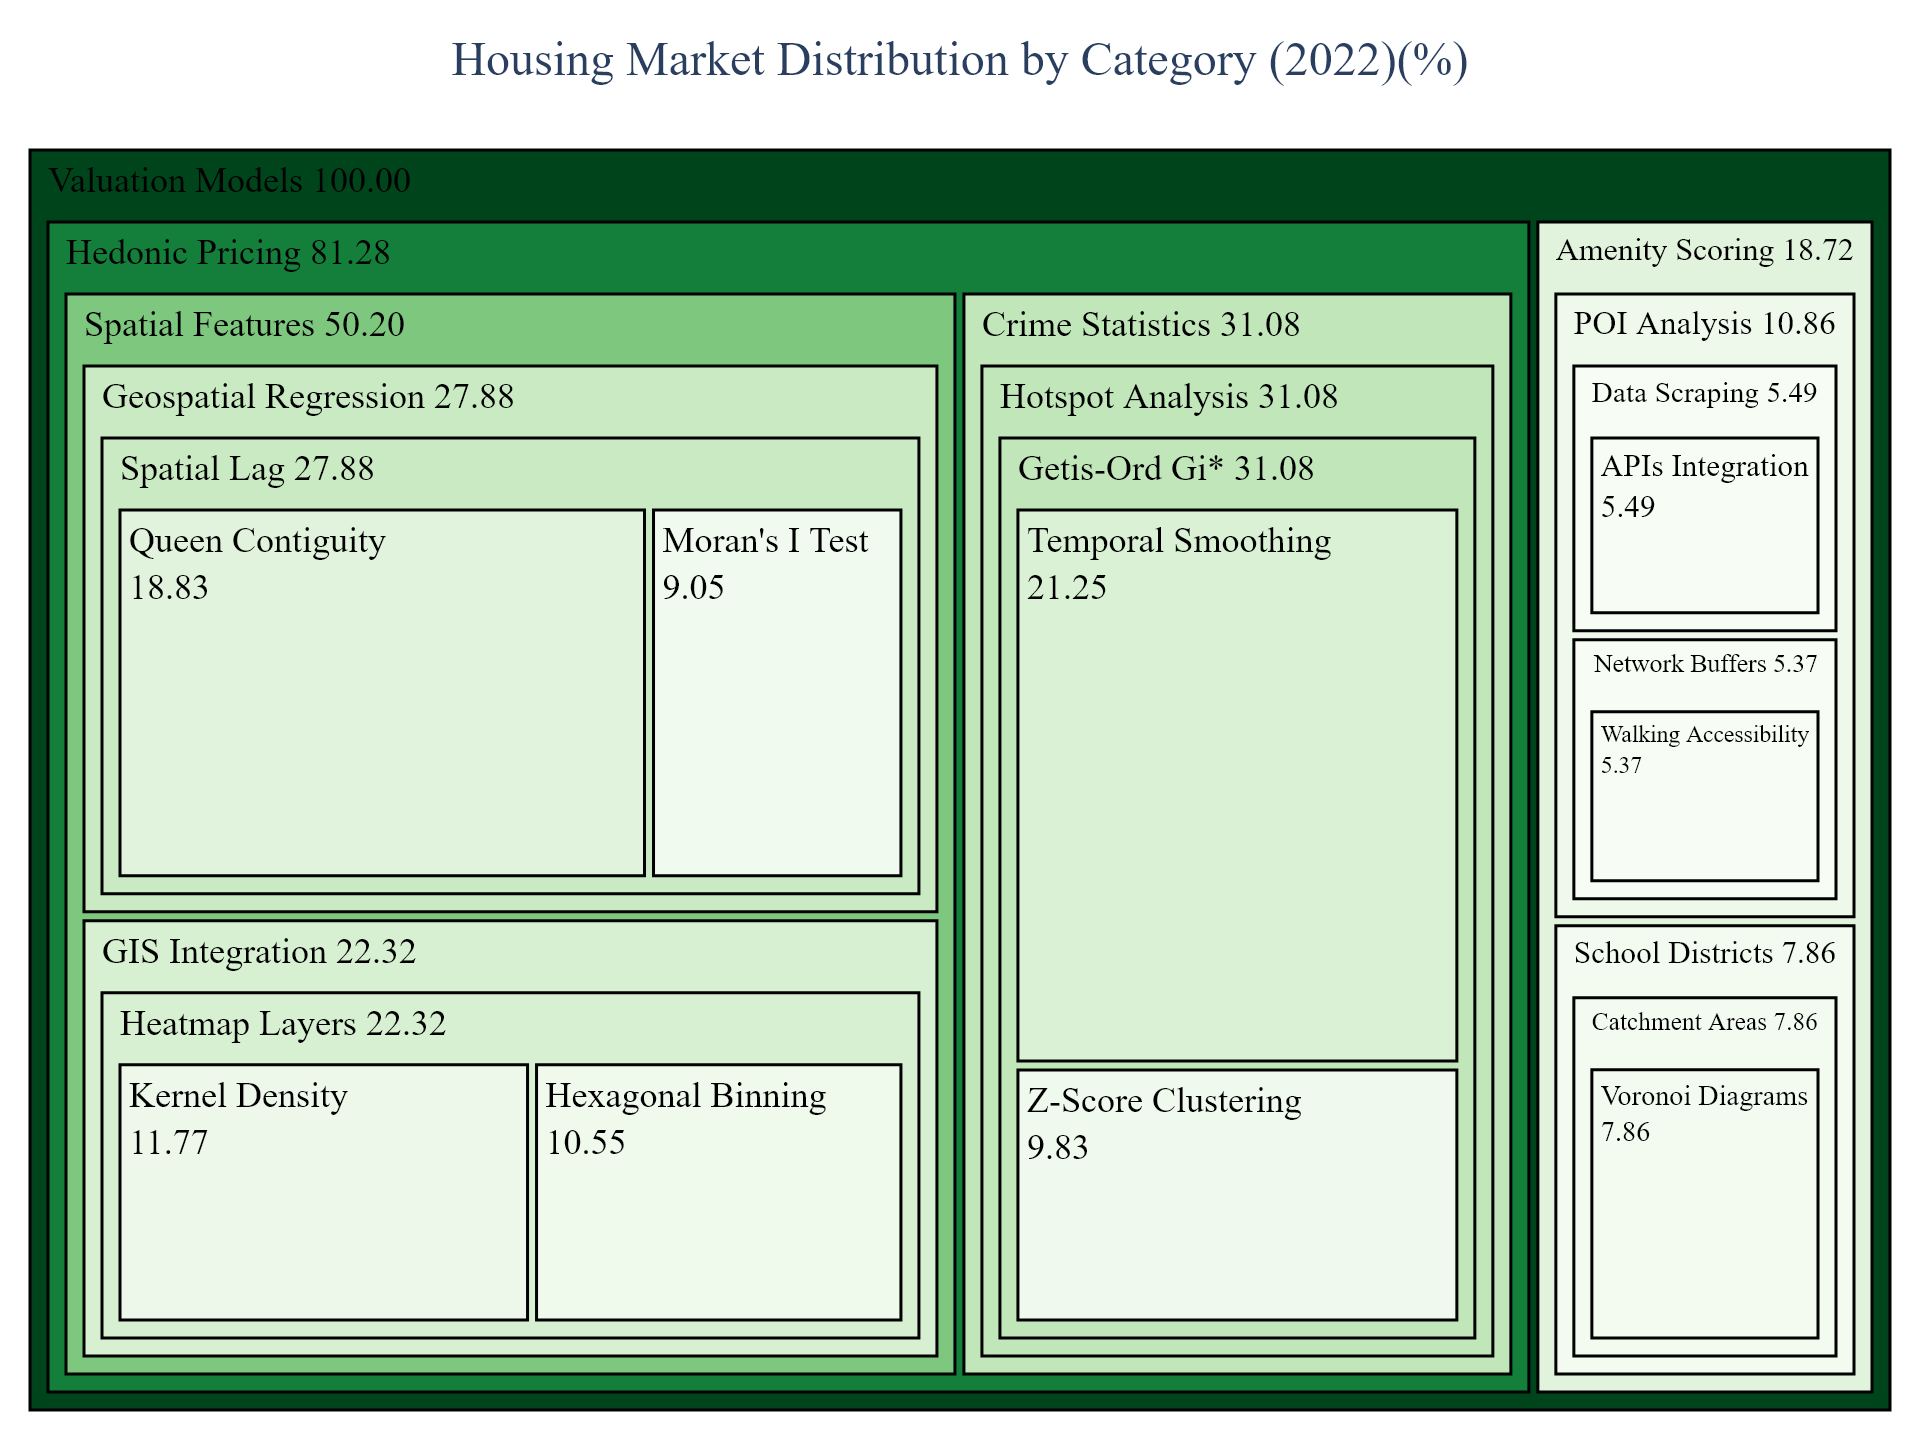 Housing Market Distribution by Category (2022)(%)
Valuation Models 100.00
Hedonic Pricing 81.28
Spatial Features 50.20
Geospatial Regression 27.88
Spatial Lag 27.88
Queen Contiguity
18.83
Moran's I Test
9.05
GIS Integration 22.32
Heatmap Layers 22.32
Kernel Density
11.77
Hexagonal Binning
10.55
Crime Statistics 31.08
Hotspot Analysis 31.08
Getis-Ord Gi* 31.08
Temporal Smoothing
21.25
Z-Score Clustering
9.83
Amenity Scoring 18.72
POI Analysis 10.86
Data Scraping 5.49
APIs Integration
5.49
Network Buffers 5.37
Walking Accessibility
5.37
School Districts 7.86
Catchment Areas 7.86
Voronoi Diagrams
7.86